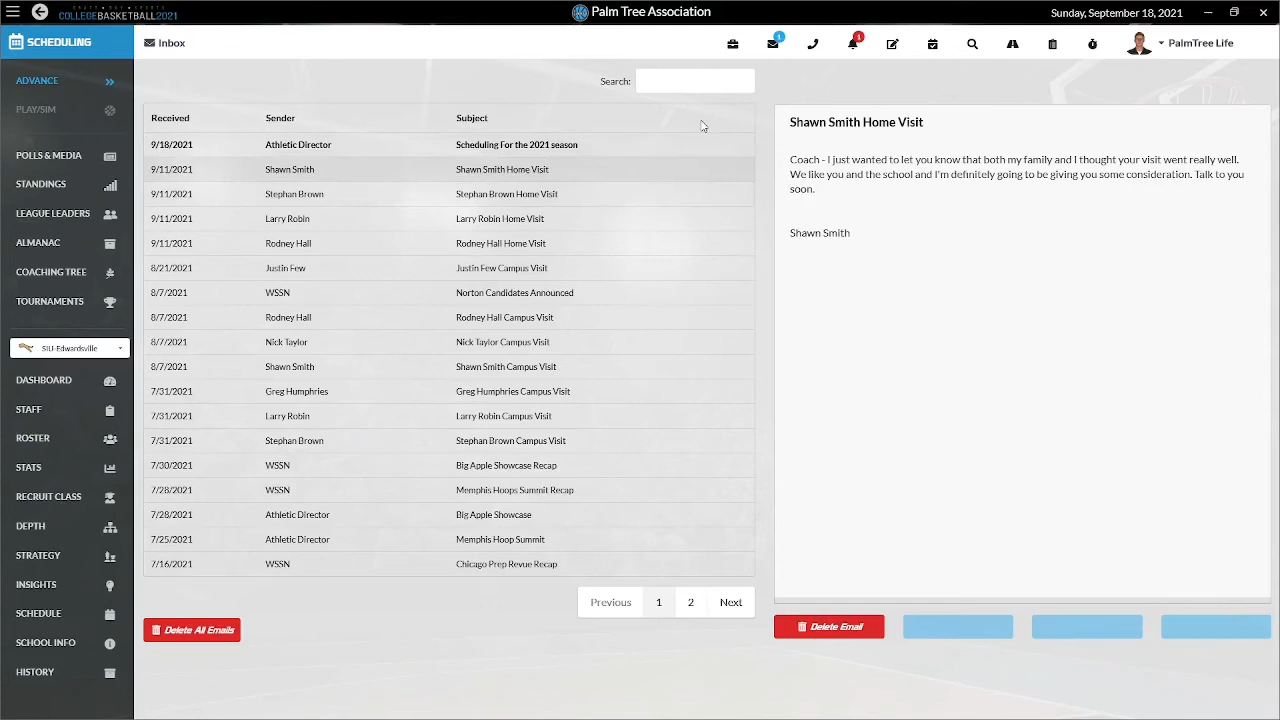 DRAFT DAY SPORTS
COLLEGE BASKETBALL 2021
Palm Tree Association
Sunday, September 18, 2021
SCHEDULING
Inbox
1
1
PalmTree Life
ADVANCE
PLAY/SIM
POLLS & MEDIA
STANDINGS
LEAGUE LEADERS
ALMANAC
COACHING TREE
TOURNAMENTS
SIU-Edwardsville
DASHBOARD
STAFF
ROSTER
STATS
RECRUIT CLASS
DEPTH
STRATEGY
INSIGHTS
SCHEDULE
SCHOOL INFO
HISTORY
Search:
Received Sender Subject
9/18/2021 Athletic Director Scheduling For the 2021 season
9/11/2021 Shawn Smith Shawn Smith Home Visit
9/11/2021 Stephan Brown Stephan Brown Home Visit
9/11/2021 Larry Robin Larry Robin Home Visit
9/11/2021 Rodney Hall Rodney Hall Home Visit
8/21/2021 Justin Few Justin Few Campus Visit
8/7/2021 WSSN Norton Candidates Announced
8/7/2021 Rodney Hall Rodney Hall Campus Visit
8/7/2021 Nick Taylor Nick Taylor Campus Visit
8/7/2021 Shawn Smith Shawn Smith Campus Visit
7/31/2021 Greg Humphries Greg Humphries Campus Visit
7/31/2021 Larry Robin Larry Robin Campus Visit
7/31/2021 Stephan Brown Stephan Brown Campus Visit
7/30/2021 WSSN Big Apple Showcase Recap
7/28/2021 WSSN Memphis Hoops Summit Recap
7/28/2021 Athletic Director Big Apple Showcase
7/25/2021 Athletic Director Memphis Hoop Summit
7/16/2021 WSSN Chicago Prep Revue Recap
Previous 1 2 Next
Delete All Emails
Shawn Smith Home Visit
Coach - I just wanted to let you know that both my family and I thought your visit went really well.
We like you and the school and I'm definitely going to be giving you some consideration. Talk to you
soon.
Shawn Smith
Delete Email